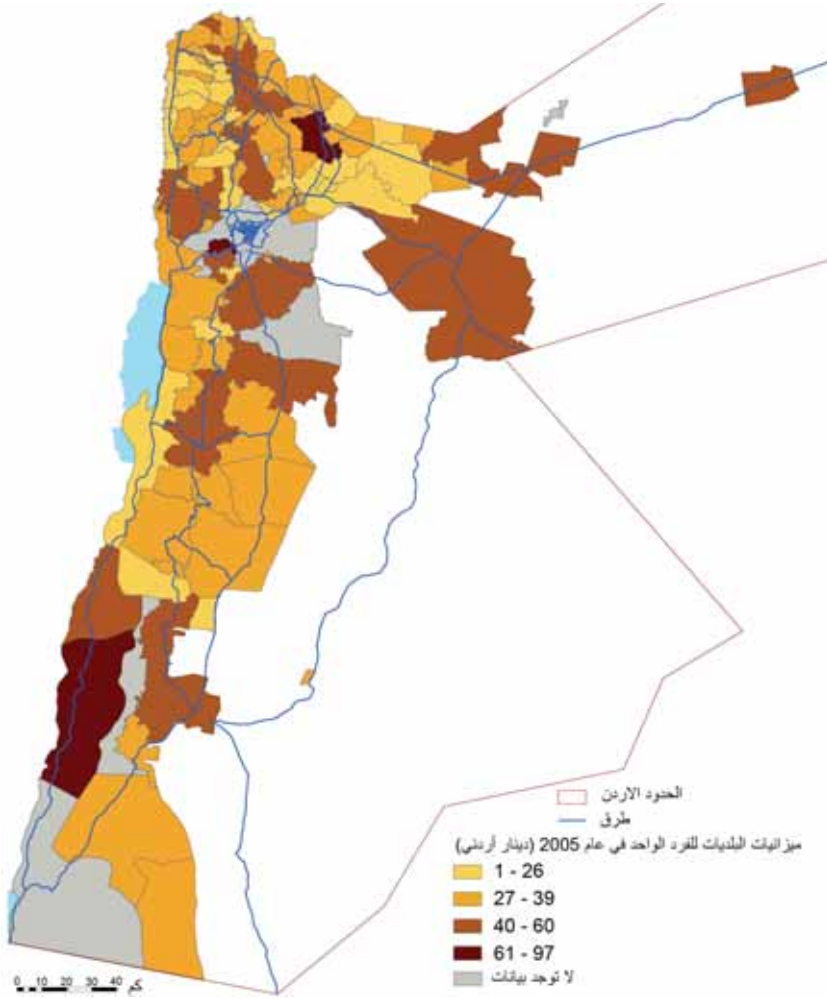 الحدود الاردن
طرق
ميزانيات البلديات للفرد الواحد في عام 2005 (دينار أردني)
1 - 26
27 - 39
40 - 60
61 - 97
لا توجد بيانات
0 10 20 30 40 كم